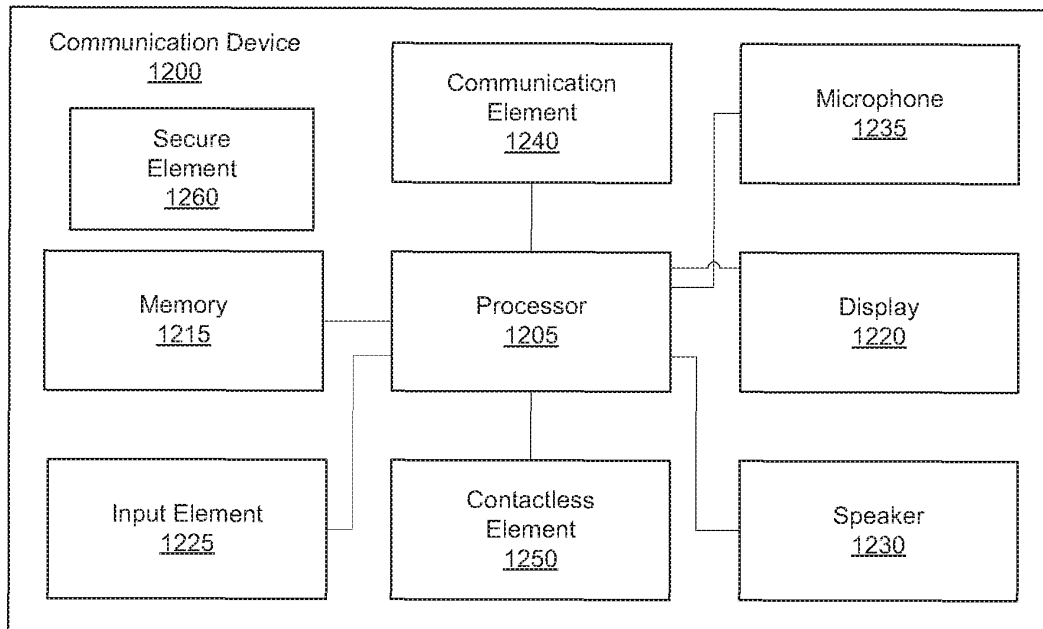 Communication Device
1200
Communication
Element
1240
Microphone
1235
Secure
Element
1260
Memory
1215
Processor
1205
Display
1220
Input Element
1225
Contactless
Element
1250
Speaker
1230